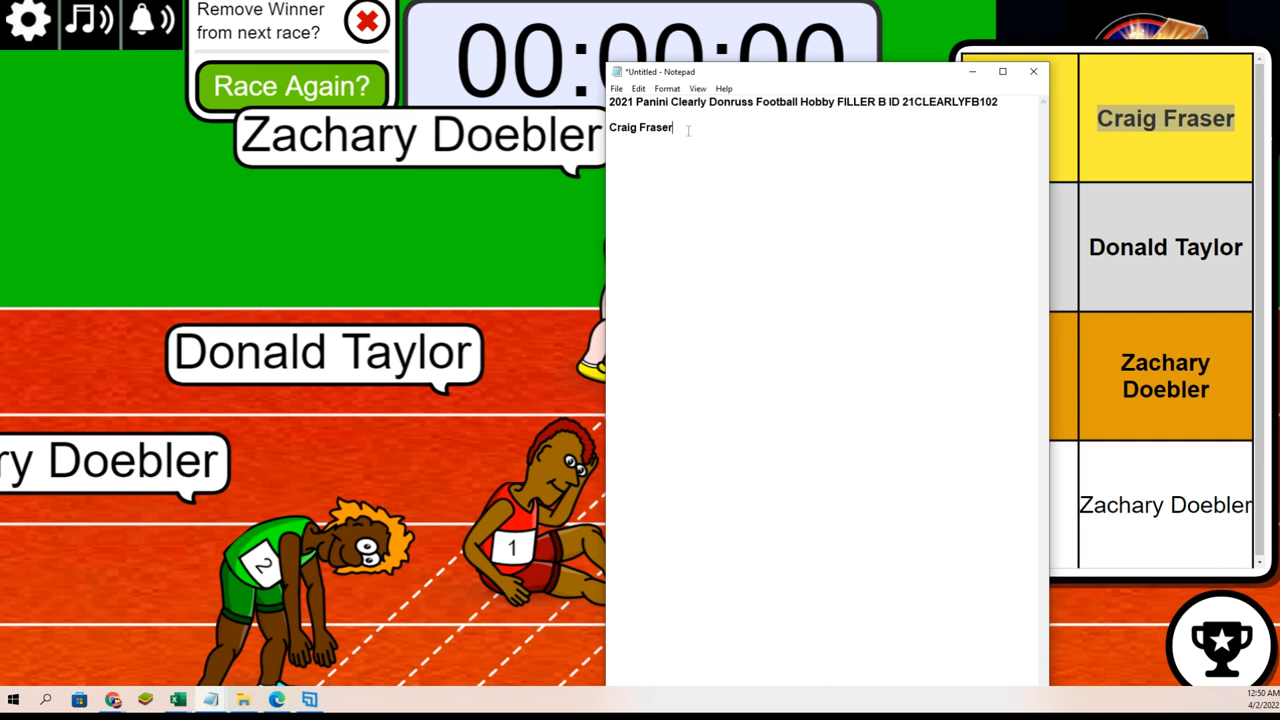 Remove Winner
from next race?
Race Again?
00:00:00
Zachary Doebler
Donald Taylor
ry Doebler
2
1
*Untitled - Notepad
File Edit Format View Help
2021 Panini Clearly Donruss Football Hobby FILLER B ID 21CLEARLYFB102
Craig Fraser
Craig Fraser
Donald Taylor
Zachary
Doebler
Zachary Doebler
12:50 AM
4/2/2022